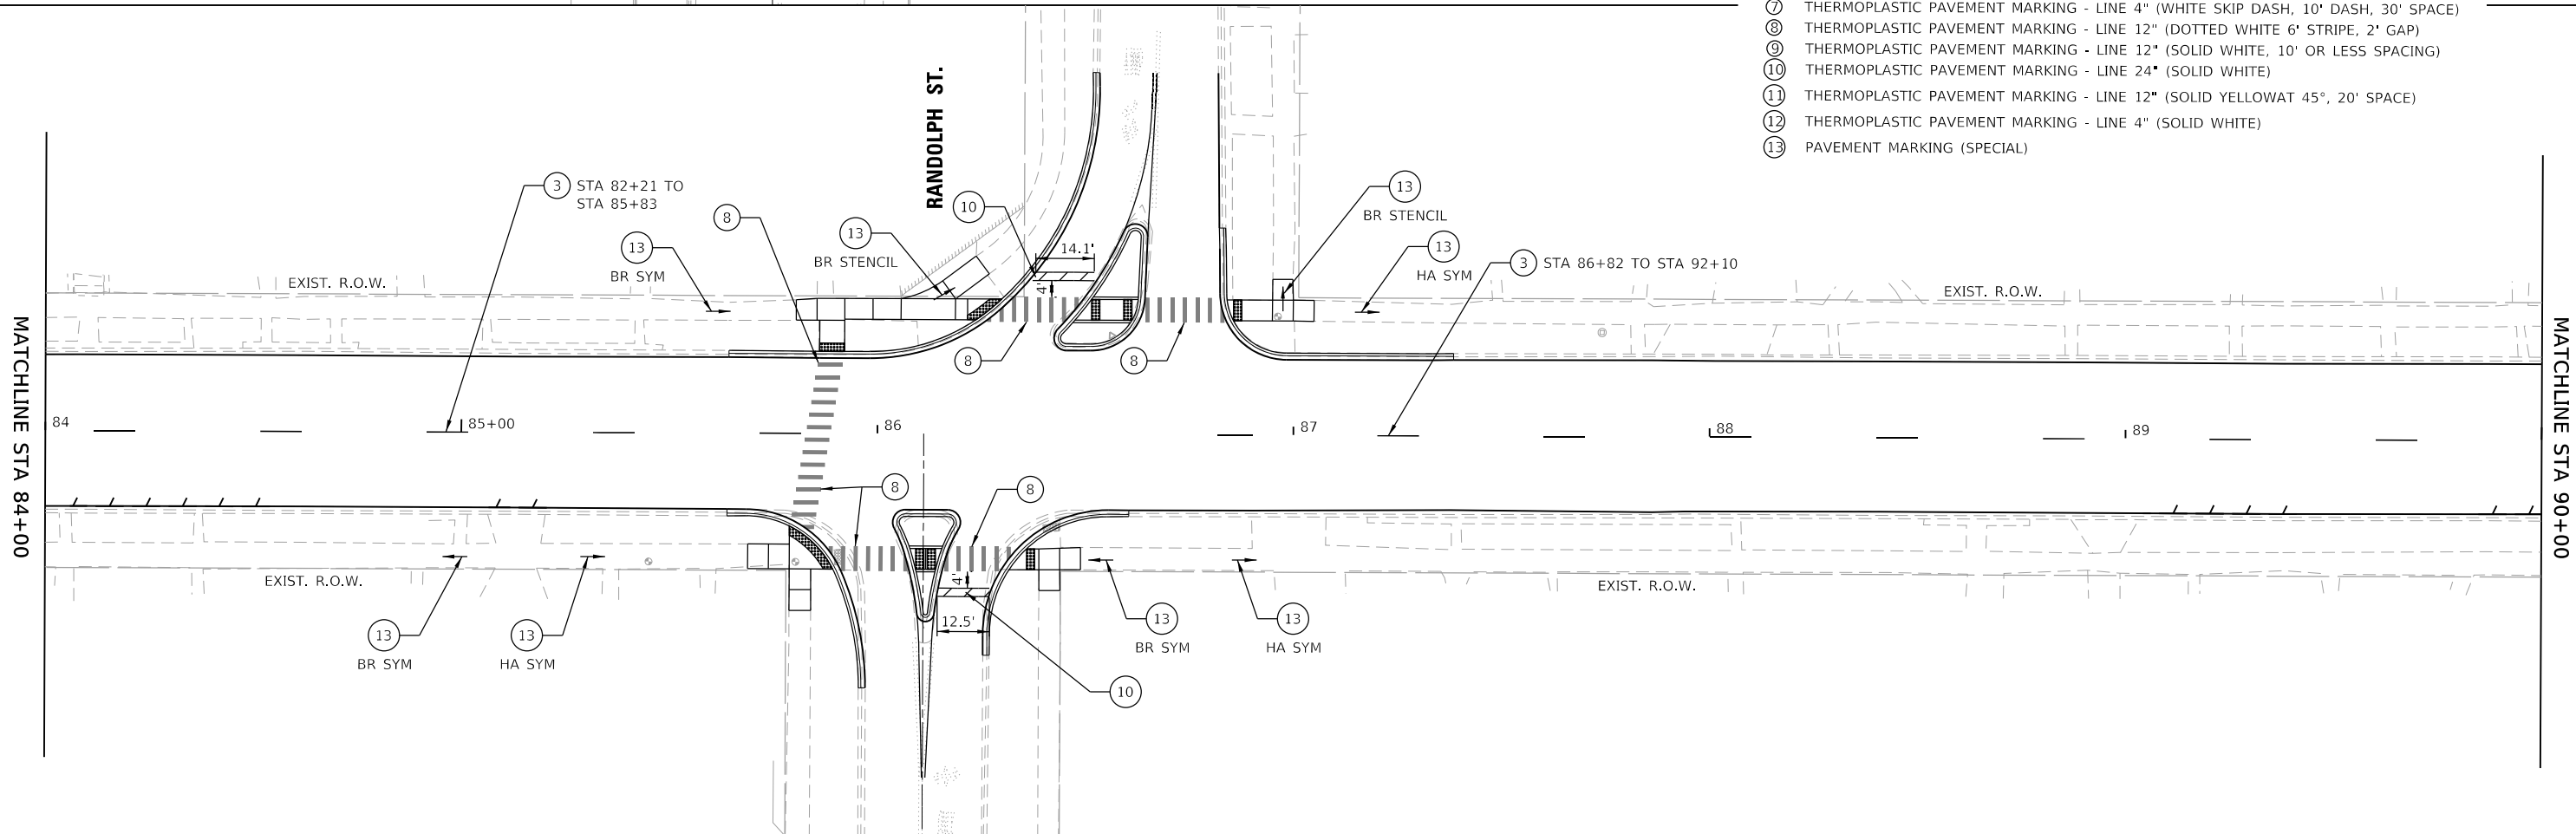 7 THERMOPLASTIC PAVEMENT MARKING - LINE 4" (WHITE SKIP DASH, 10' DASH, 30' SPACE)
8 THERMOPLASTIC PAVEMENT MARKING - LINE 12" (DOTTED WHITE 6' STRIPE, 2' GAP)
9 THERMOPLASTIC PAVEMENT MARKING - LINE 12" (SOLID WHITE, 10' OR LESS SPACING)
10 THERMOPLASTIC PAVEMENT MARKING - LINE 24" (SOLID WHITE)
11 THERMOPLASTIC PAVEMENT MARKING - LINE 12" (SOLID YELLOWAT 45°, 20' SPACE)
12 THERMOPLASTIC PAVEMENT MARKING - LINE 4" (SOLID WHITE)
13 PAVEMENT MARKING (SPECIAL)
RANDOLPH ST.
3 STA 82+21 TO
STA 85+83
8
10
13
BR STENCIL
13
BR SYM
13
BR STENCIL
13
HA SYM
3 STA 86+82 TO STA 92+10
14.1'
4'
EXIST. R.O.W.
EXIST. R.O.W.
8
8
MATCHLINE STA 84+00
MATCHLINE STA 90+00
84
85+00
86
87
88
89
8
8
4'
EXIST. R.O.W.
EXIST. R.O.W.
12.5'
13
BR SYM
13
HA SYM
13
BR SYM
13
HA SYM
10